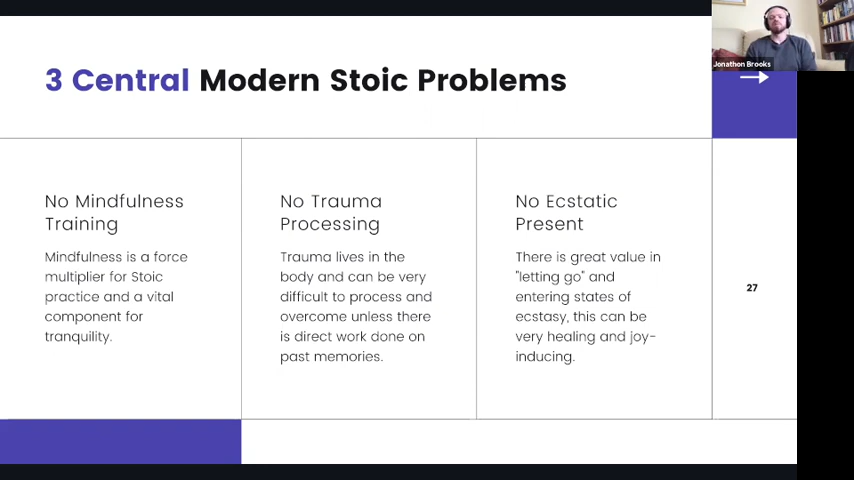 Jonathon Brooks
3 Central Modern Stoic Problems
No Mindfulness
Training
Mindfulness is a force
multiplier for Stoic
practice and a vital
component for
tranquility.
No Trauma
Processing
Trauma lives in the
body and can be very
difficult to process and
overcome unless there
is direct work done on
past memories.
No Ecstatic
Present
There is great value in
"letting go" and
entering states of
ecstasy, this can be
very healing and joy-
inducing.
27